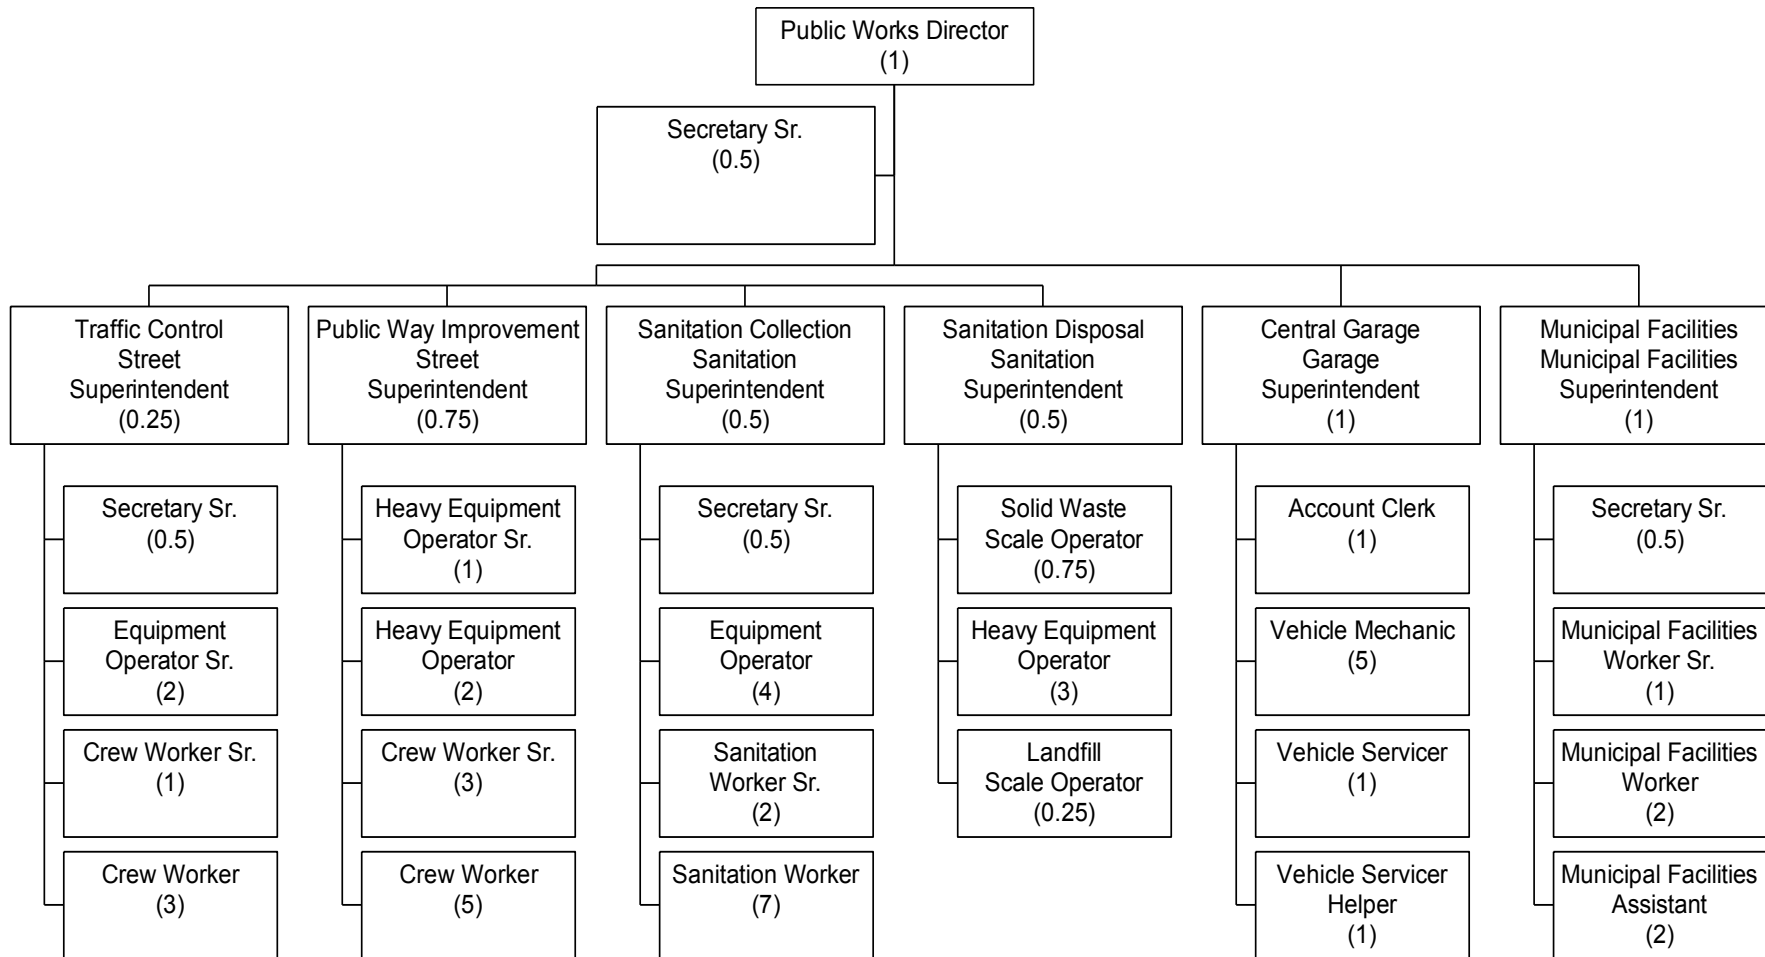 Public Works Director
(1)
Secretary Sr.
(0.5)
Traffic Control
Street
Superintendent
(0.25)
Public Way Improvement
Street
Superintendent
(0.75)
Sanitation Collection
Sanitation
Superintendent
(0.5)
Sanitation Disposal
Sanitation
Superintendent
(0.5)
Central Garage
Garage
Superintendent
(1)
Municipal Facilities
Municipal Facilities
Superintendent
(1)
Secretary Sr.
(0.5)
Equipment
Operator Sr.
(2)
Crew Worker Sr.
(1)
Crew Worker
(3)
Heavy Equipment
Operator Sr.
(1)
Heavy Equipment
Operator
(2)
Crew Worker Sr.
(3)
Crew Worker
(5)
Secretary Sr.
(0.5)
Equipment
Operator
(4)
Sanitation
Worker Sr.
(2)
Sanitation Worker
(7)
Solid Waste
Scale Operator
(0.75)
Heavy Equipment
Operator
(3)
Landfill
Scale Operator
(0.25)
Account Clerk
(1)
Vehicle Mechanic
(5)
Vehicle Servicer
(1)
Vehicle Servicer
Helper
(1)
Secretary Sr.
(0.5)
Municipal Facilities
Worker Sr.
(1)
Municipal Facilities
Worker
(2)
Municipal Facilities
Assistant
(2)